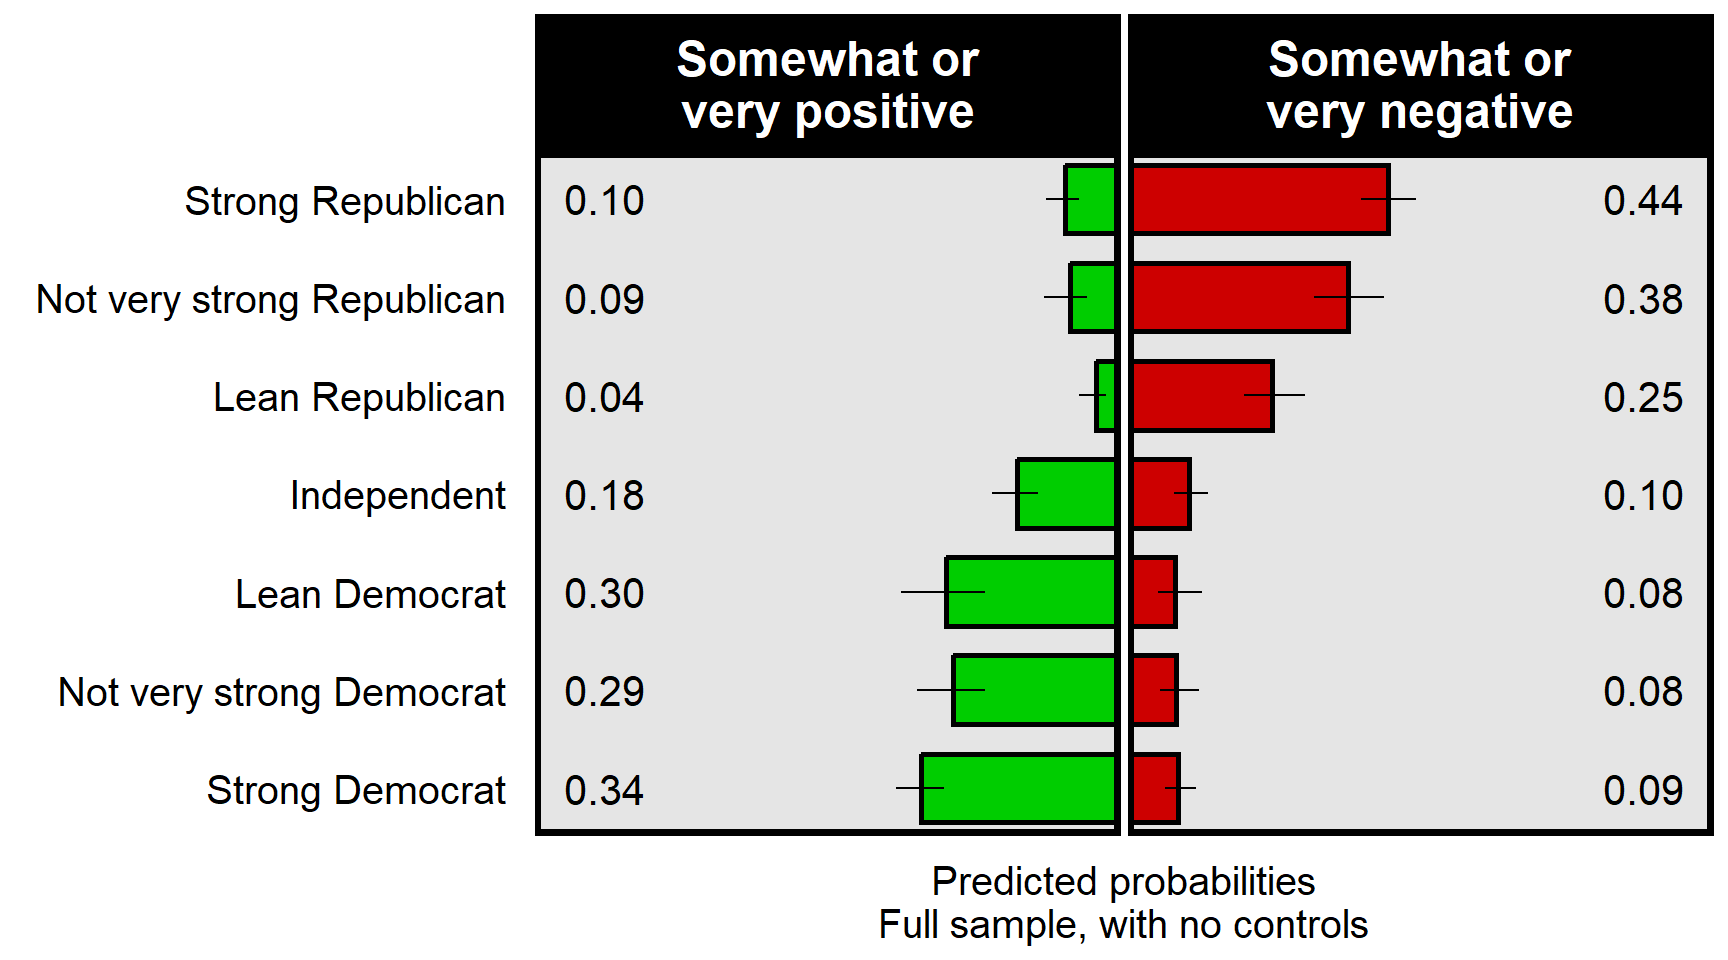 Somewhat or
very positive
Somewhat or
very negative
Strong Republican 0.10 0.44
Not very strong Republican 0.09 0.38
Lean Republican 0.04 0.25
Independent 0.18 0.10
Lean Democrat 0.30 0.08
Not very strong Democrat 0.29 0.08
Strong Democrat 0.34 0.09
Predicted probabilities
Full sample, with no controls